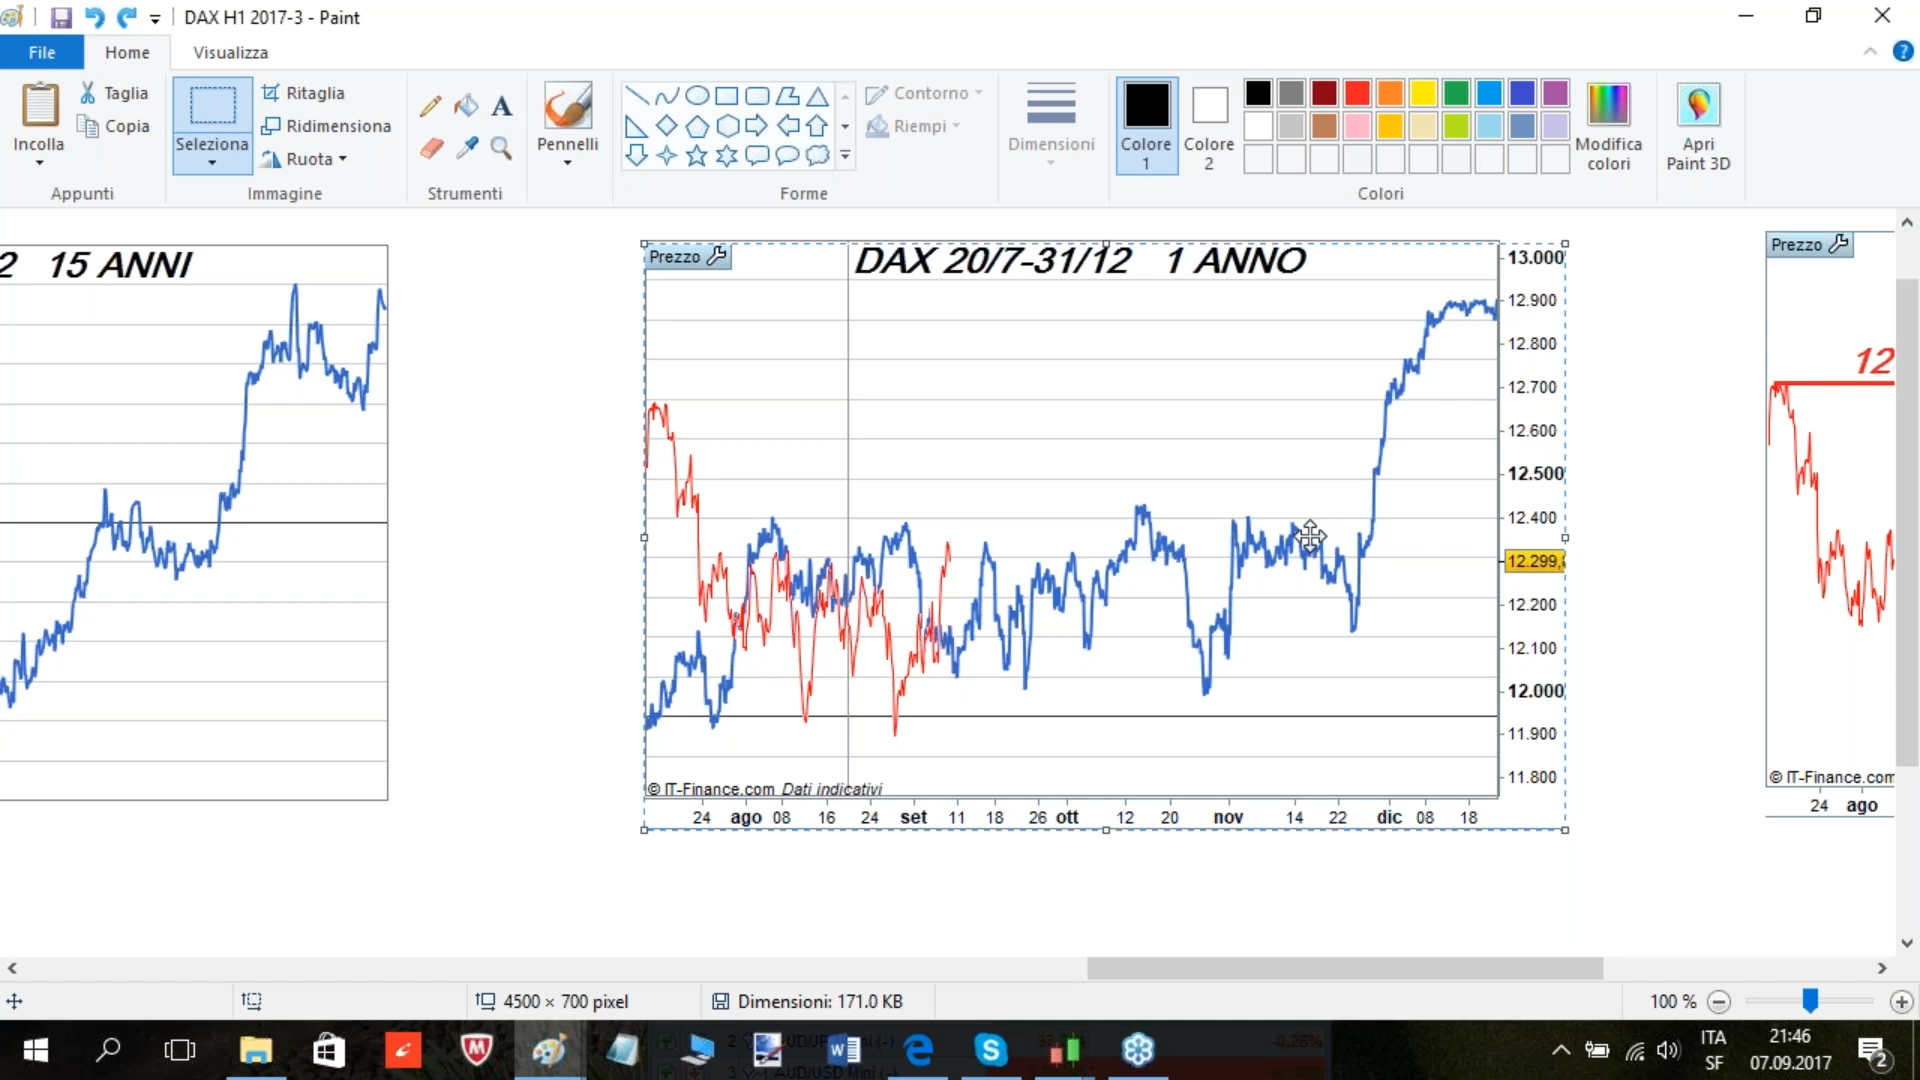 DAX H1 2017-3 - Paint
File Home Visualizza
Incolla
Taglia
Copia
Appunti
Seleziona
Ritaglia
Ridimensiona
Ruota
Immagine
A
Strumenti
Pennelli
Forme
Contorno
Riempi
Dimensioni
Colore 1
Colore 2
Colori
Modifica colori
Apri Paint 3D
2 15 ANNI
Prezzo
DAX 20/7-31/12 1 ANNO
13.000
12.900
12.800
12.700
12.600
12.500
12.400
12.299,
12.200
12.100
12.000
11.900
11.800
© IT-Finance.com Dati indicativi
24 ago 08 16 24 set 11 18 26 ott 12 20 nov 14 22 dic 08 18
Prezzo
12
© IT-Finance.com
24 ago
4500 × 700 pixel
Dimensioni: 171.0 KB
100 %
ITA
SF
21:46
07.09.2017
2